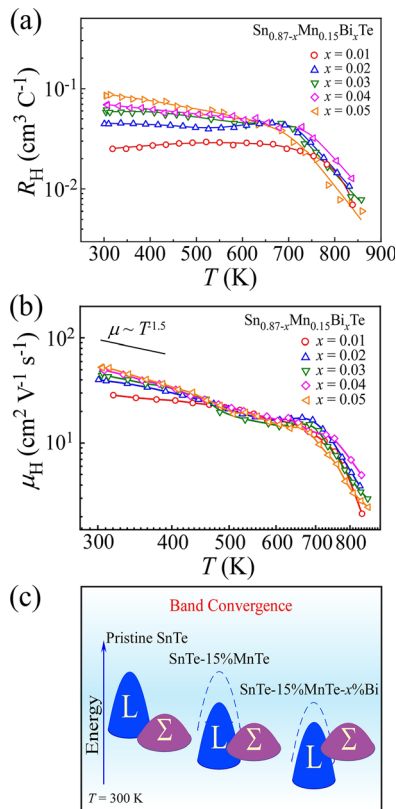 (a)
Sn0.87-xMn0.15BixTe
x = 0.01
x = 0.02
x = 0.03
x = 0.04
x = 0.05
10-1
10-2
RH (cm3 C-1)
300 400 500 600 700 800 900
T (K)
(b)
μ ~ T-1.5
Sn0.87-xMn0.15BixTe
x = 0.01
x = 0.02
x = 0.03
x = 0.04
x = 0.05
102
101
μH (cm2 V-1 s-1)
300 400 500 600 700 800
T (K)
(c)
Band Convergence
Pristine SnTe
SnTe-15%MnTe
SnTe-15%MnTe-x%Bi
Energy
L Σ L Σ L Σ
T = 300 K